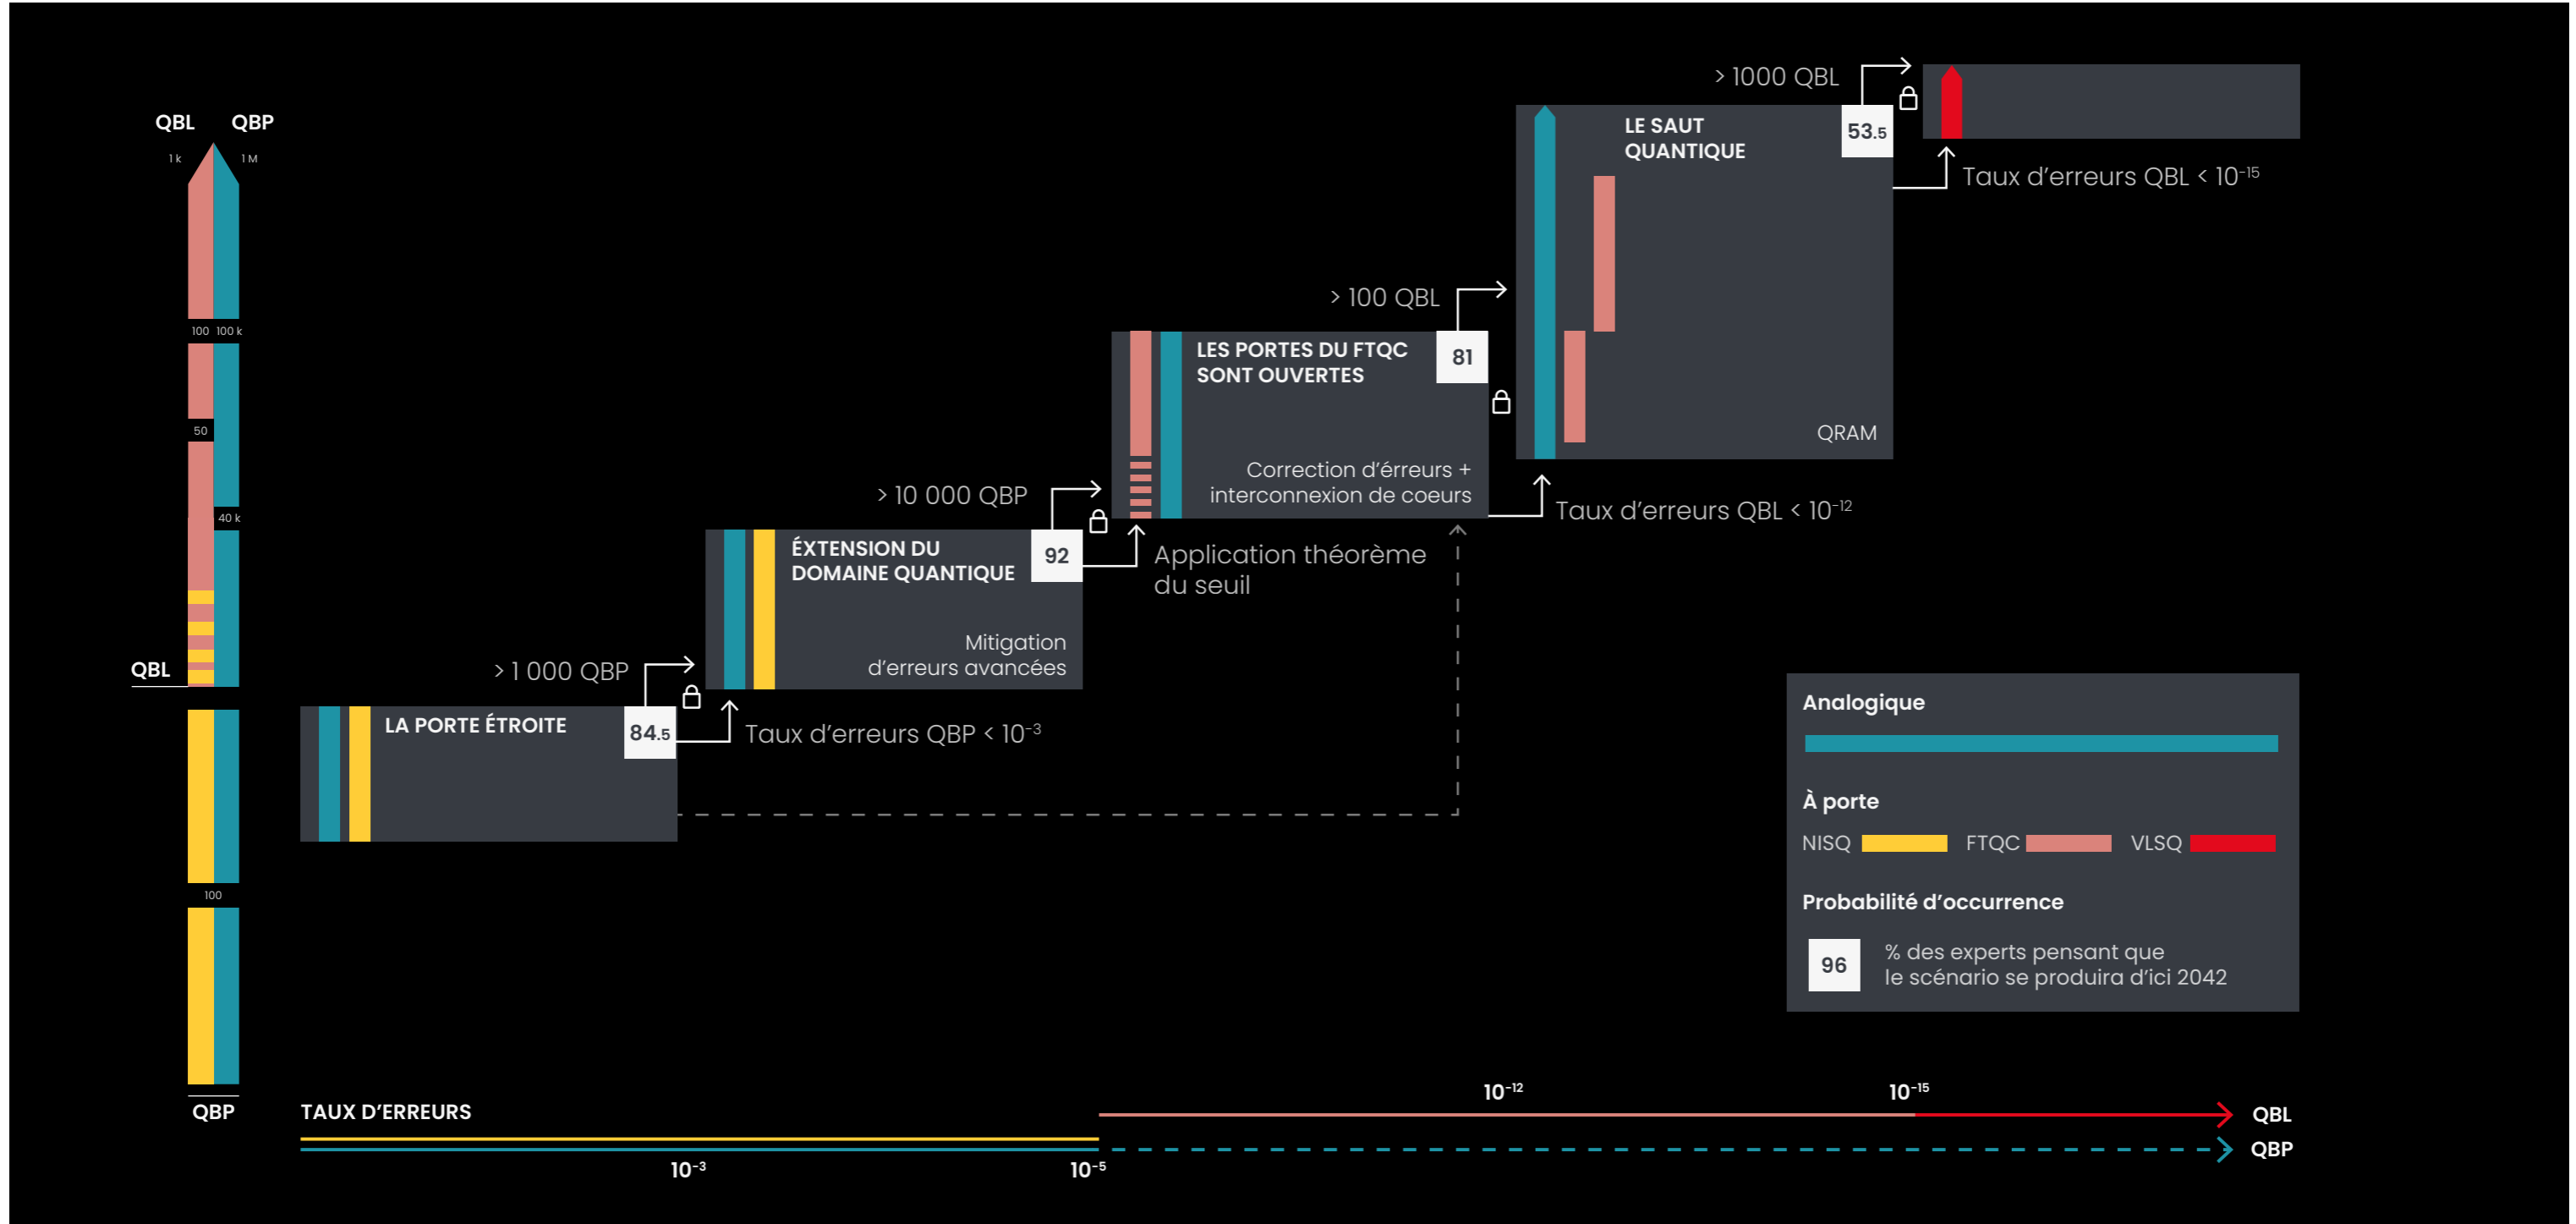 QBL
QBP
1 k
1 M
100
100 k
50
40 k
QBL
100
QBP
LA PORTE ÉTROITE
84.5
> 1 000 QBP
Taux d’erreurs QBP < 10⁻³
ÉXTENSION DU
DOMAINE QUANTIQUE
92
Mitigation
d’erreurs avancées
> 10 000 QBP
Application théorème
du seuil
LES PORTES DU FTQC
SONT OUVERTES
81
Correction d’érreurs +
interconnexion de coeurs
> 100 QBL
Taux d’erreurs QBL < 10⁻¹²
LE SAUT
QUANTIQUE
53.5
QRAM
> 1000 QBL
Taux d’erreurs QBL < 10⁻¹⁵
Analogique
À porte
NISQ
FTQC
VLSQ
Probabilité d’occurrence
96
% des experts pensant que
le scénario se produira d’ici 2042
TAUX D’ERREURS
10⁻¹²
10⁻¹⁵
QBL
QBP
10⁻³
10⁻⁵